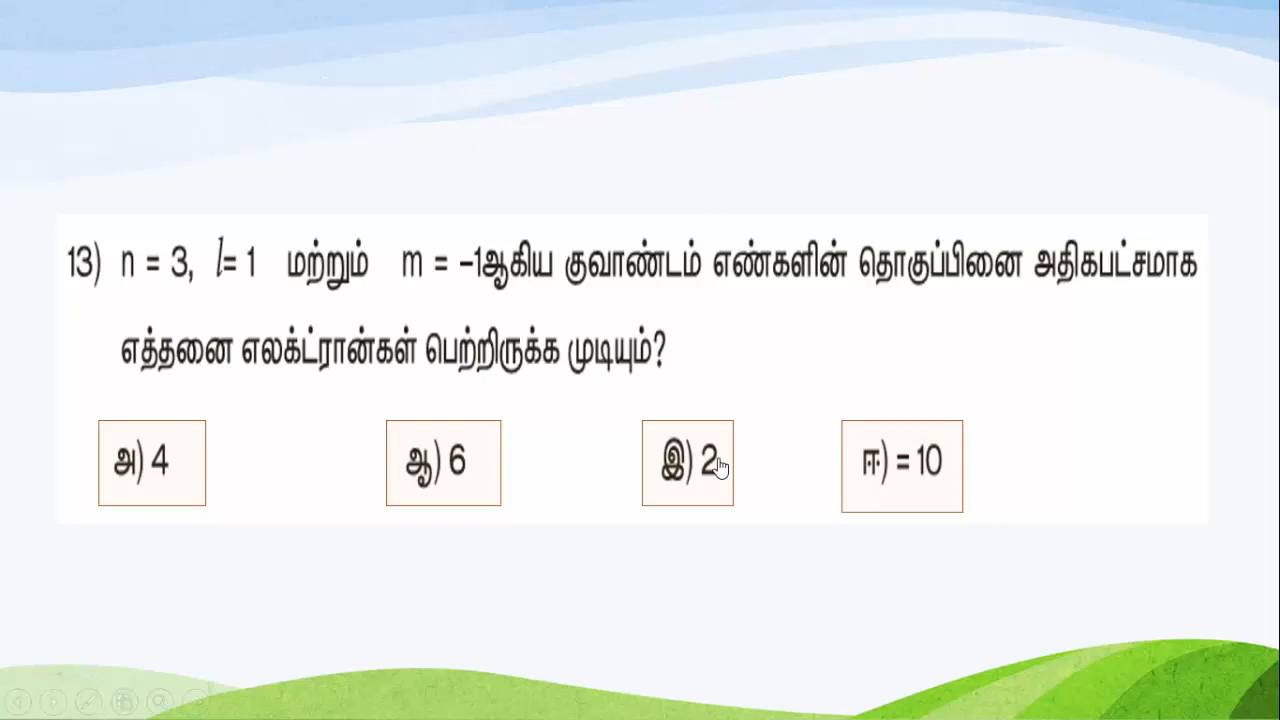 13) n = 3, l= 1 மற்றும் m = –1ஆகிய குவாண்டம் எண்களின் தொகுப்பினை அதிகபட்சமாக
எத்தனை எலக்ட்ரான்கள் பெற்றிருக்க முடியும்?
அ) 4 ஆ) 6 இ) 2 ஈ) = 10